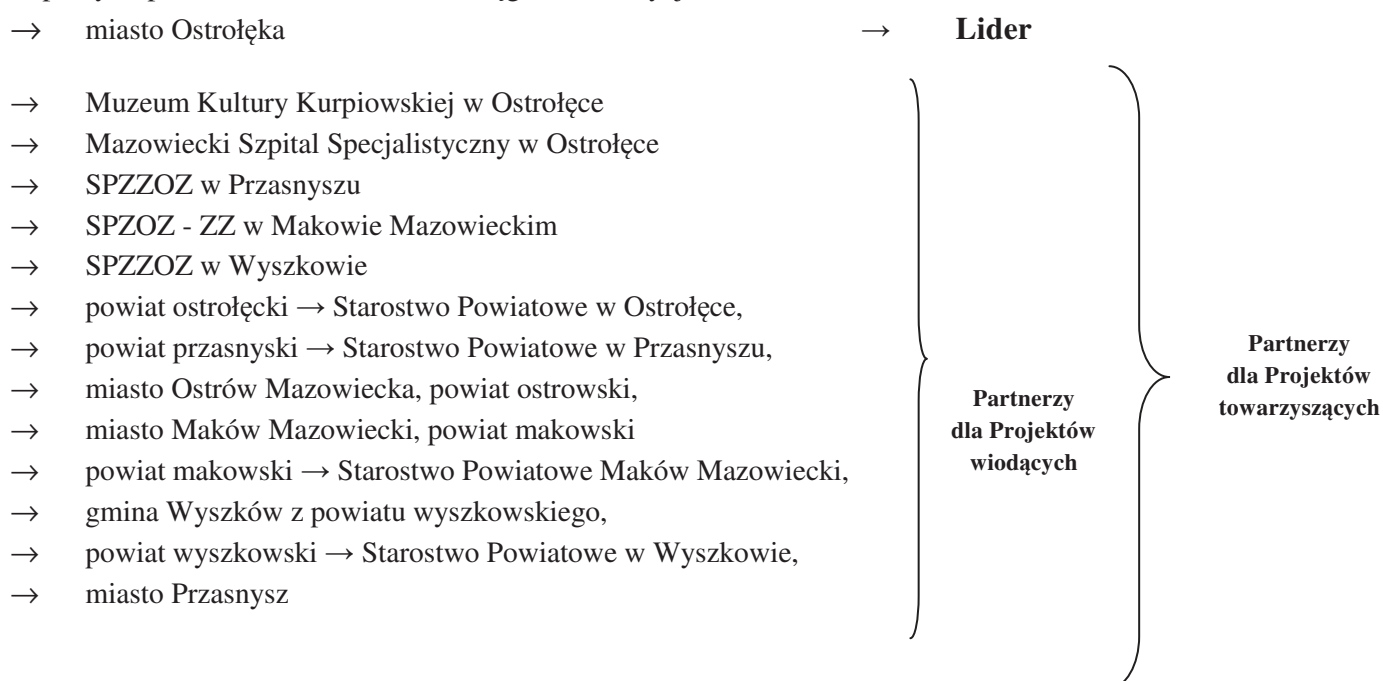 → miasto Ostrołęka → Lider
→ Muzeum Kultury Kurpiowskiej w Ostrołęce
→ Mazowiecki Szpital Specjalistyczny w Ostrołęce
→ SPZZOZ w Przasnyszu
→ SPZOZ - ZZ w Makowie Mazowieckim
→ SPZZOZ w Wyszkowie
→ powiat ostrołęcki → Starostwo Powiatowe w Ostrołęce,
→ powiat przasnyski → Starostwo Powiatowe w Przasnyszu,
→ miasto Ostrów Mazowiecka, powiat ostrowski,
→ miasto Maków Mazowiecki, powiat makowski
→ powiat makowski → Starostwo Powiatowe Maków Mazowiecki,
→ gmina Wyszków z powiatu wyszkowskiego,
→ powiat wyszkowski → Starostwo Powiatowe w Wyszkowie,
→ miasto Przasnysz
Partnerzy
dla Projektów
wiodących
Partnerzy
dla Projektów
towarzyszących